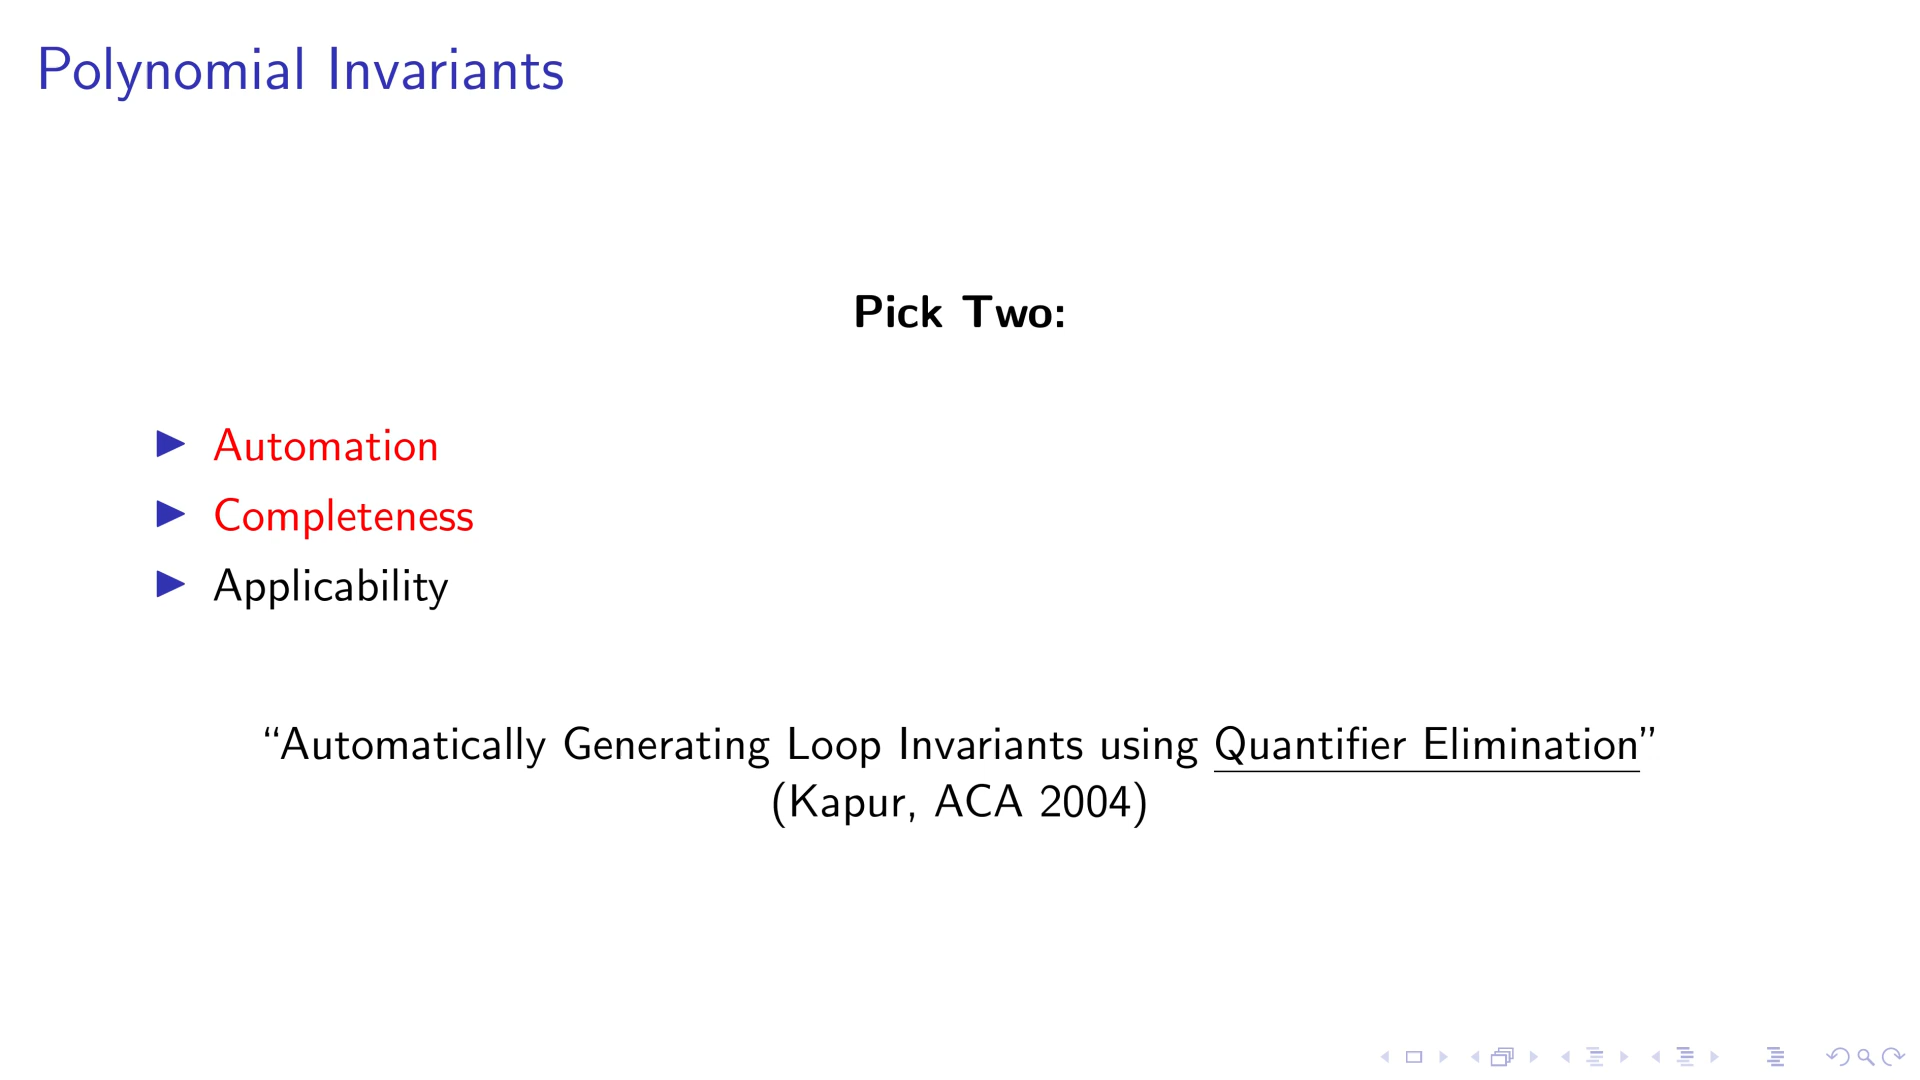 Polynomial Invariants
Pick Two:
Automation
Completeness
Applicability
“Automatically Generating Loop Invariants using Quantifier Elimination”
(Kapur, ACA 2004)